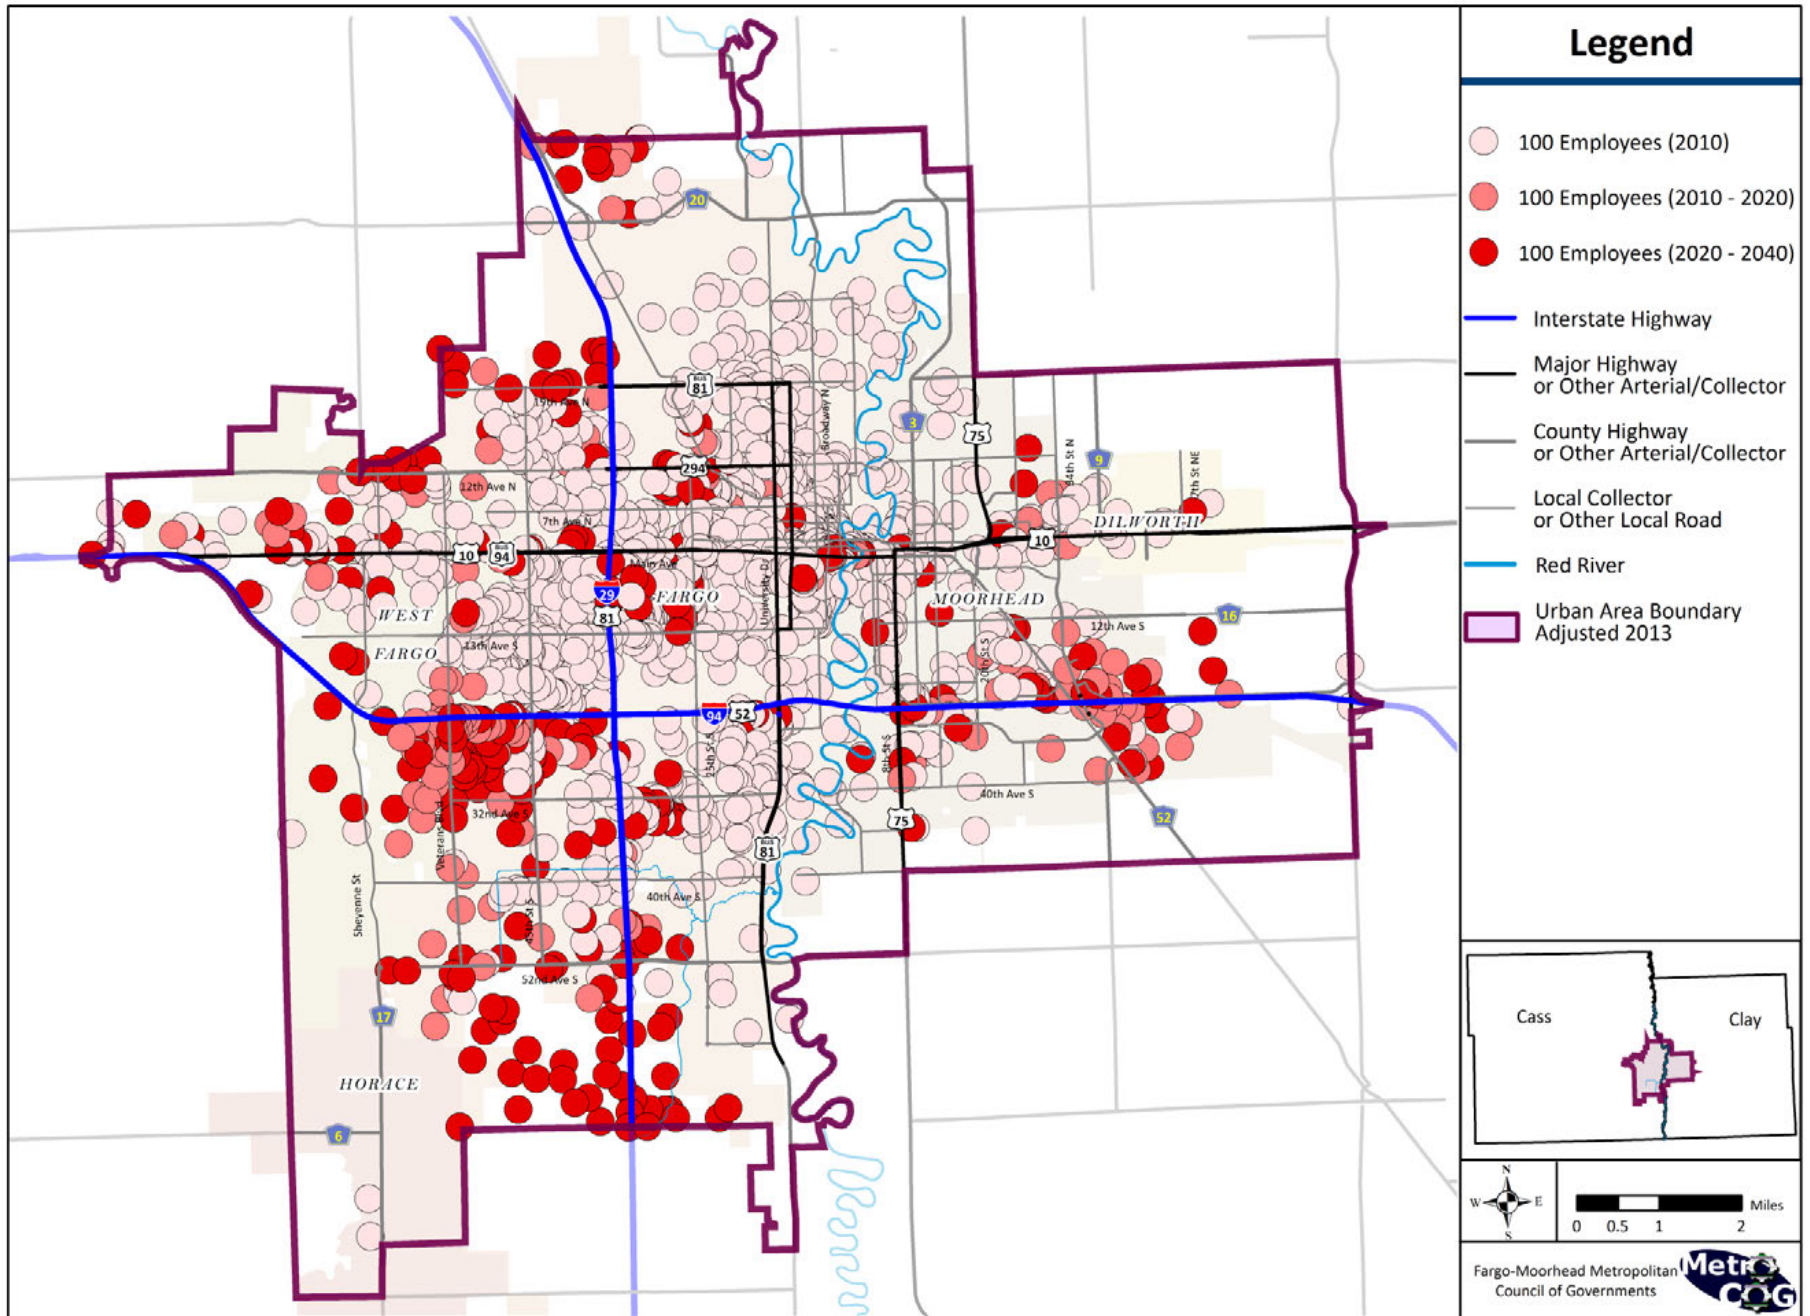 Legend
100 Employees (2010)
100 Employees (2010 - 2020)
100 Employees (2020 - 2040)
Interstate Highway
Major Highway
or Other Arterial/Collector
County Highway
or Other Arterial/Collector
Local Collector
or Other Local Road
Red River
Urban Area Boundary
Adjusted 2013
20
BUS
81
19th Ave N
Broadway N
3
75
294
9
12th Ave N
7th Ave N
DILWORTH
10
BUS
94
10
Main Ave
29
FARGO
University Dr
MOORHEAD
WEST
81
16
12th Ave S
FARGO
13th Ave S
20th St S
94
52
25th St S
8th St S
40th Ave S
32nd Ave S
Veterans Blvd
75
52
BUS
81
Sheyenne St
40th Ave S
45th St S
52nd Ave S
17
HORACE
6
Cass
Clay
N
W
E
S
Miles
0 0.5 1 2
Fargo-Moorhead Metropolitan
Council of Governments
Metro
COG